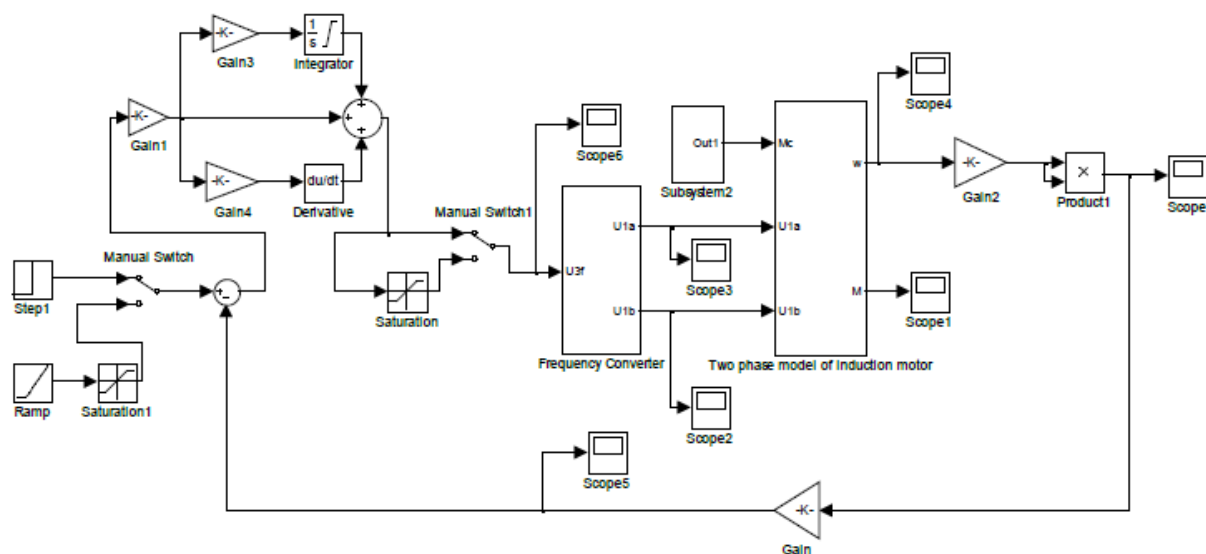 -K-
Gain3
1
s
Integrator
-K-
Gain1
+
+
+
-K-
Gain4
du/dt
Derivative
Scope6
Out1
Subsystem2
Mc
w
U1a
M
U1b
Two phase model of induction motor
Scope4
-K-
Gain2
×
Product1
Scope
Manual Switch1
Manual Switch
Step1
+
-
Saturation
U3f
U1a
U1b
Frequency Converter
Scope3
Scope1
Ramp
Saturation1
Scope2
Scope5
-K-
Gain